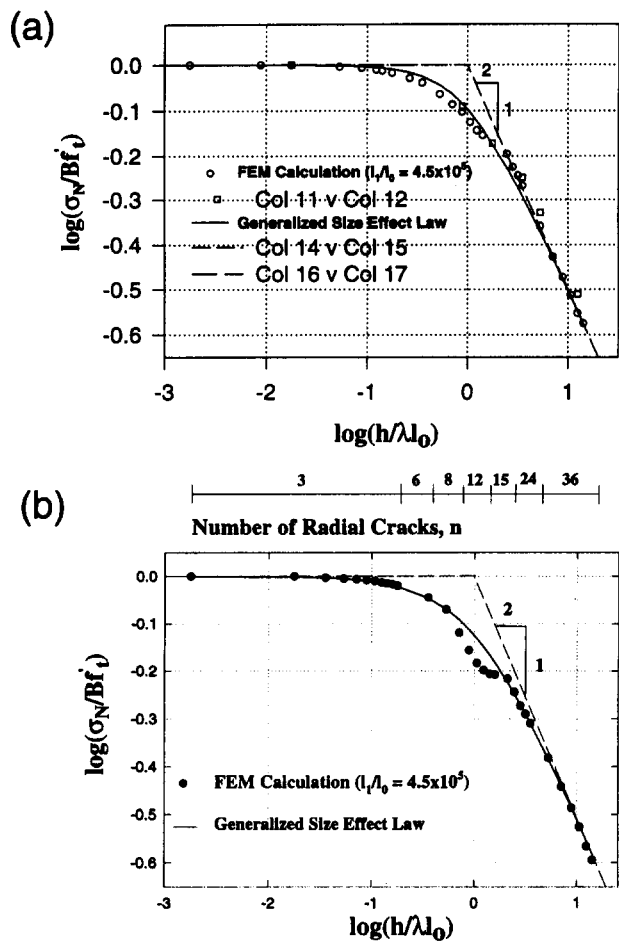 (a)
0.0
-0.1
-0.2
-0.3
-0.4
-0.5
-0.6
log(σN/Bf't)
2
1
FEM Calculation (l1/l0 = 4.5x10^5)
Col 11 v Col 12
Generalized Size Effect Law
Col 14 v Col 15
Col 16 v Col 17
-3 -2 -1 0 1
log(h/λl0)
3 6 8 12 15 24 36
(b)
Number of Radial Cracks, n
0.0
-0.1
-0.2
-0.3
-0.4
-0.5
-0.6
log(σN/Bf't)
2
1
FEM Calculation (l1/l0 = 4.5x10^5)
Generalized Size Effect Law
-3 -2 -1 0 1
log(h/λl0)